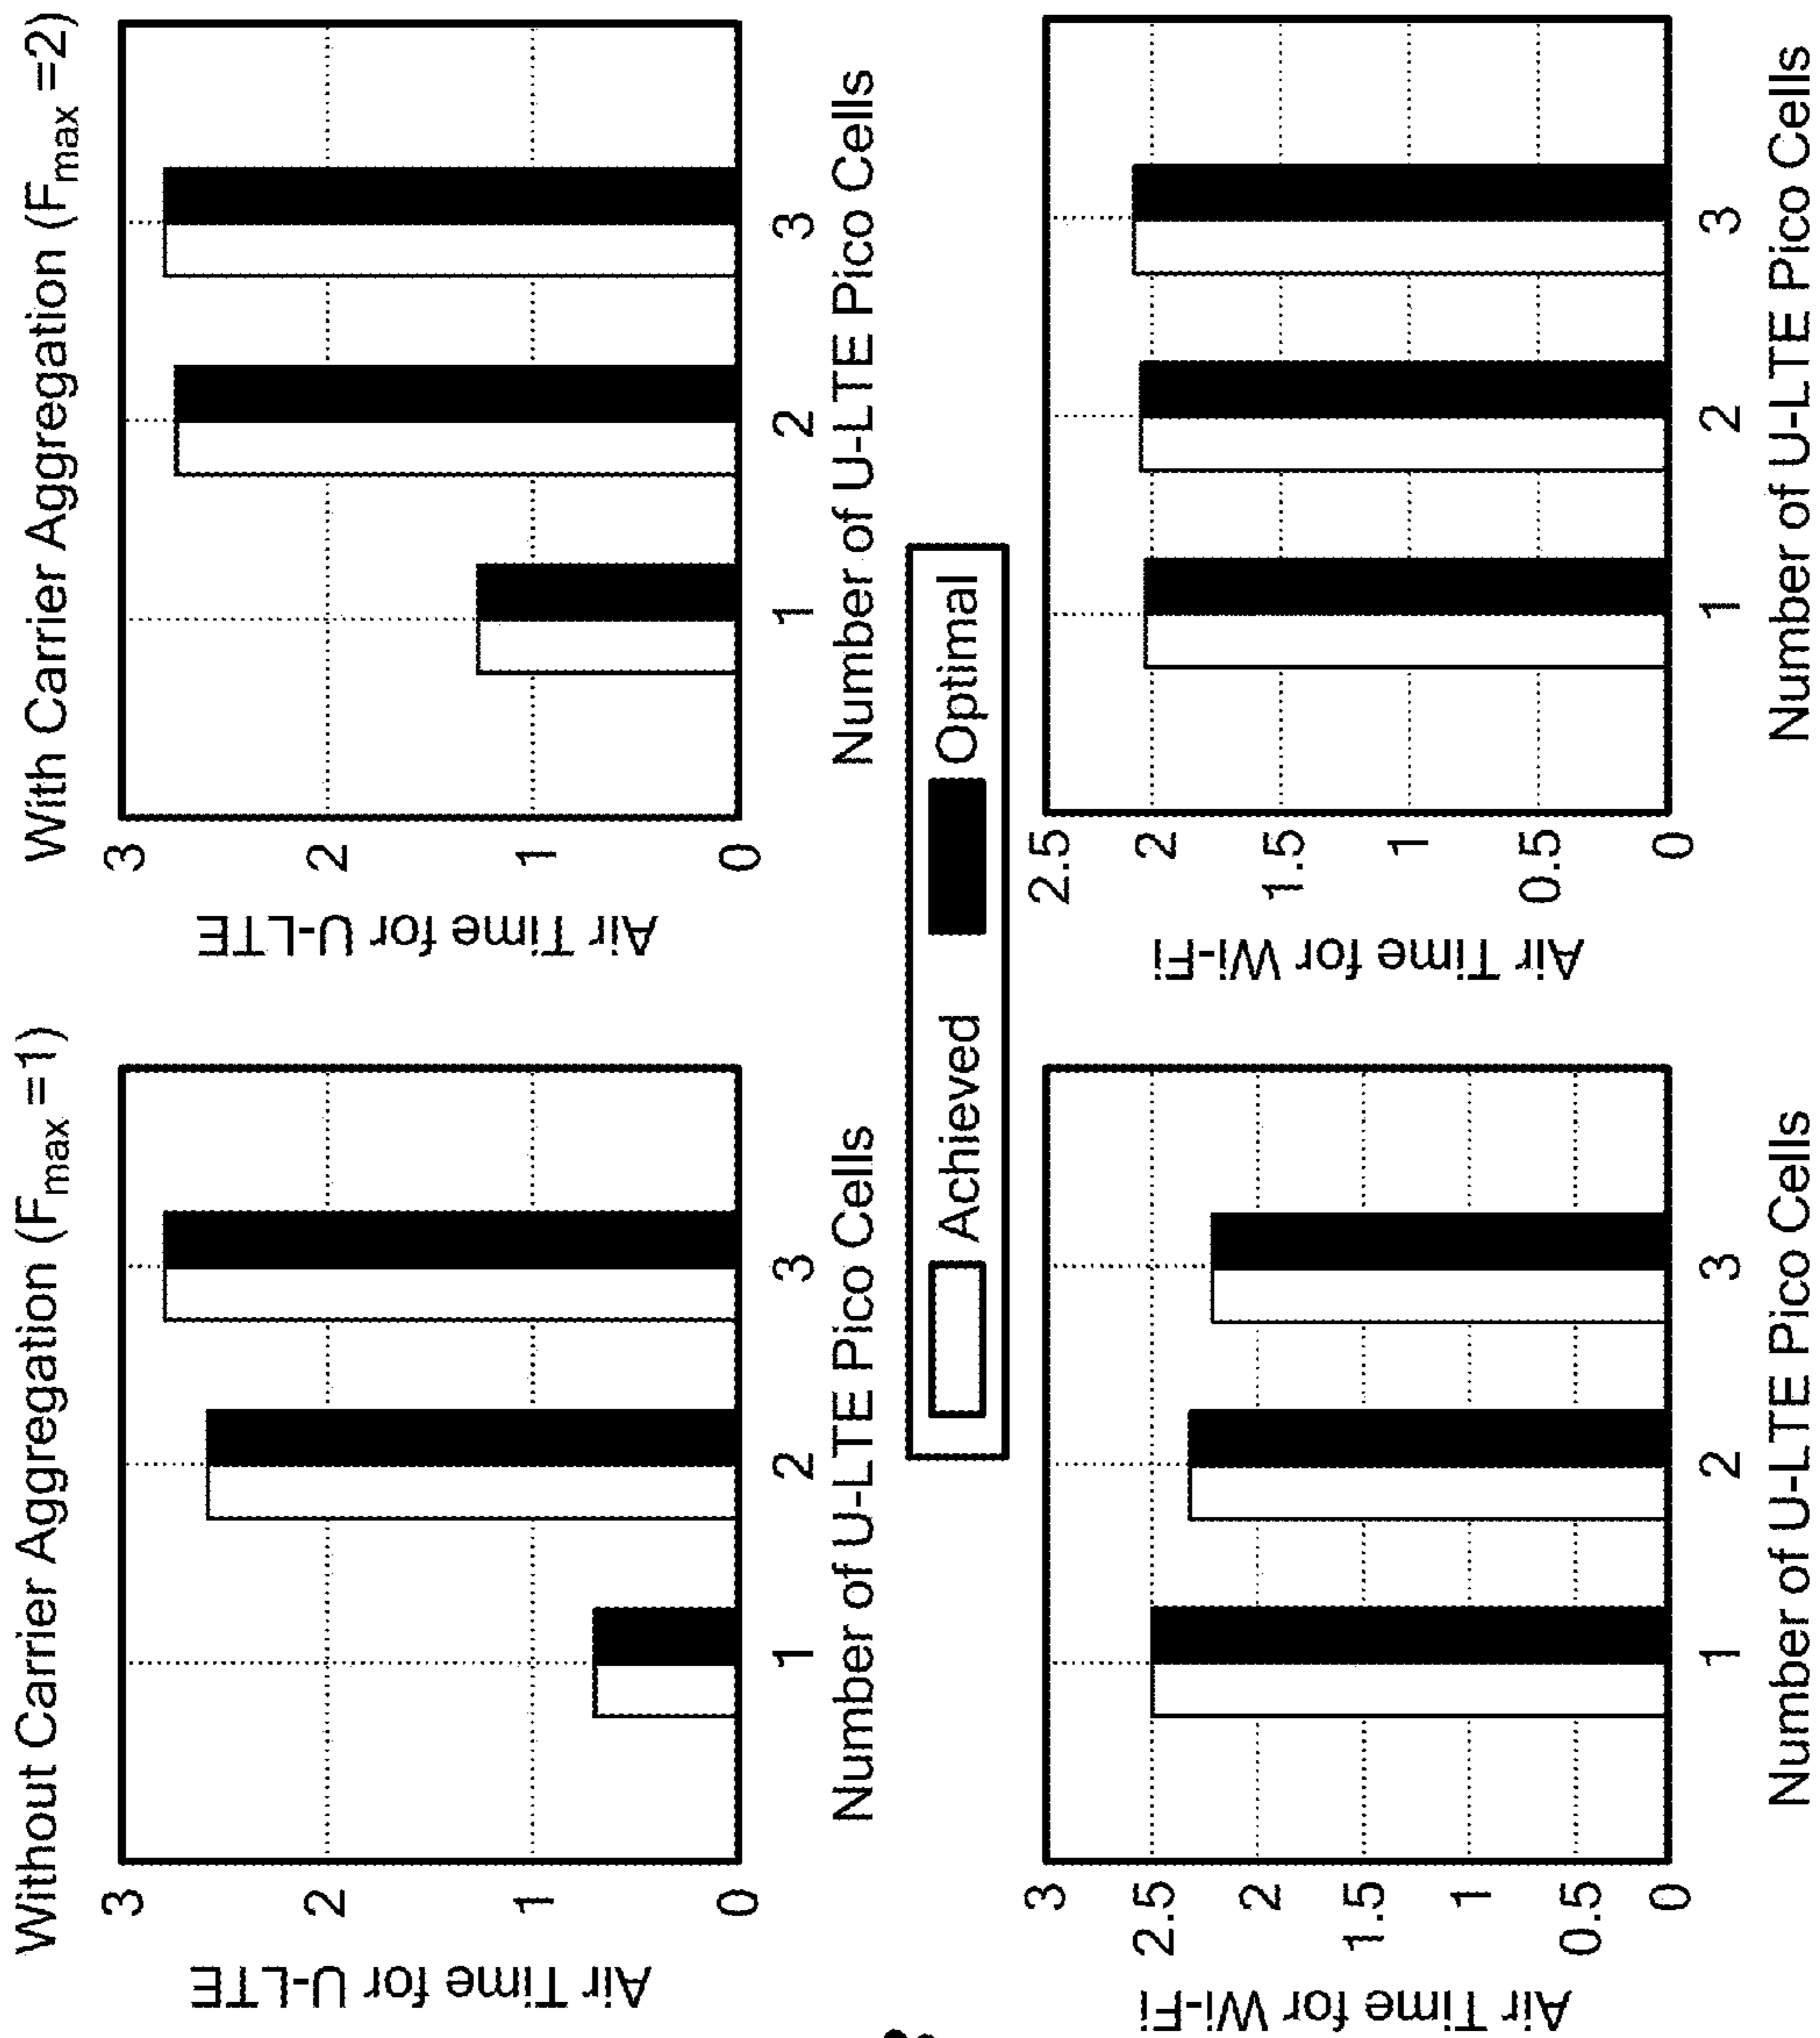 Without Carrier Aggregation (Fmax =1)
Air Time for U-LTE
3
2
1
0
1 2 3
Number of U-LTE Pico Cells
With Carrier Aggregation (Fmax =2)
Air Time for U-LTE
3
2
1
0
1 2 3
Number of U-LTE Pico Cells
Achieved Optimal
Air Time for Wi-Fi
3
2.5
2
1.5
1
0.5
0
1 2 3
Number of U-LTE Pico Cells
Air Time for Wi-Fi
2.5
2
1.5
1
0.5
0
1 2 3
Number of U-LTE Pico Cells